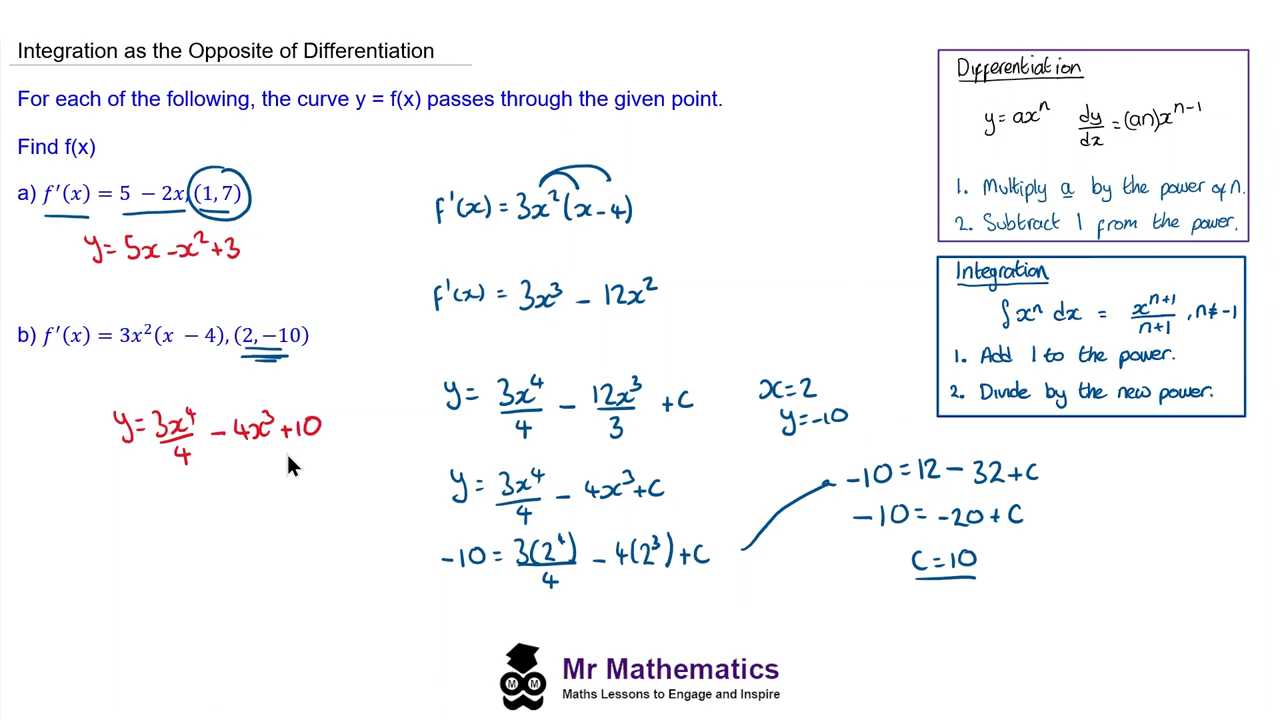 Integration as the Opposite of Differentiation
For each of the following, the curve y = f(x) passes through the given point.
Find f(x)
a) f′(x) = 5 − 2x, (1, 7)
y = 5x − x² + 3
b) f′(x) = 3x²(x − 4), (2, −10)
y = 3x⁴/4 − 4x³ + 10
f'(x) = 3x²(x − 4)
f'(x) = 3x³ − 12x²
y = 3x⁴/4 − 12x³/3 + C
x = 2
y = −10
y = 3x⁴/4 − 4x³ + C
−10 = 3(2⁴)/4 − 4(2³) + C
−10 = 12 − 32 + C
−10 = −20 + C
C = 10
Differentiation
y = axⁿ dy/dx = (an)xⁿ⁻¹
1. Multiply a by the power of n.
2. Subtract 1 from the power.
Integration
∫xⁿ dx = xⁿ⁺¹/n+1, n ≠ −1
1. Add 1 to the power.
2. Divide by the new power.
M M
Mr Mathematics
Maths Lessons to Engage and Inspire